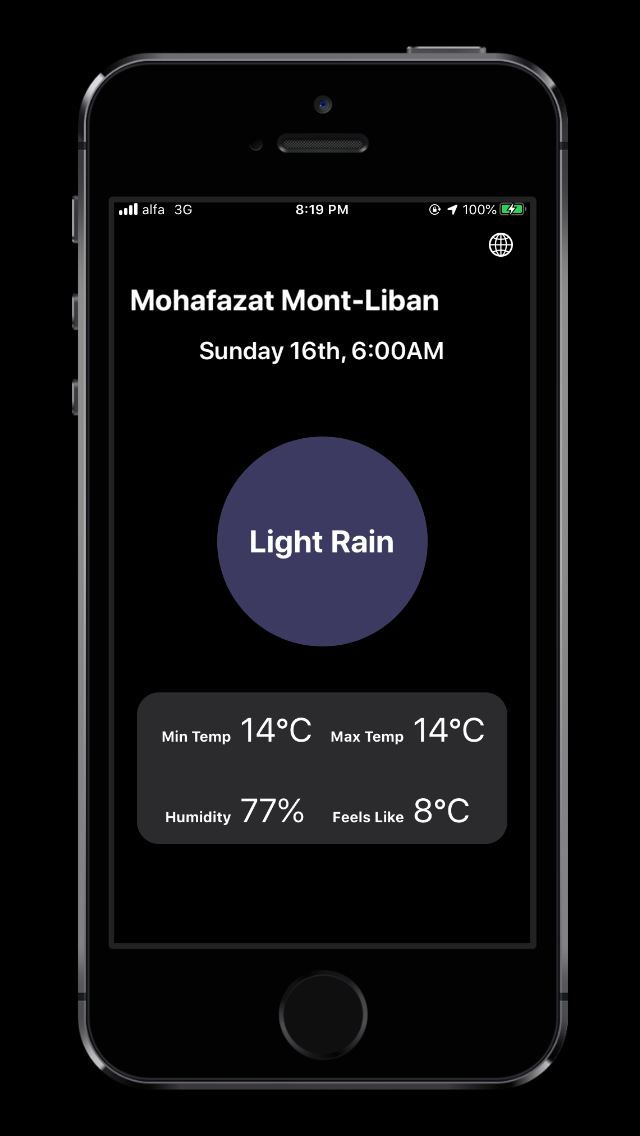 alfa 3G 8:19 PM 100%
Mohafazat Mont-Liban
Sunday 16th, 6:00AM
Light Rain
Min Temp 14°C Max Temp 14°C
Humidity 77% Feels Like 8°C